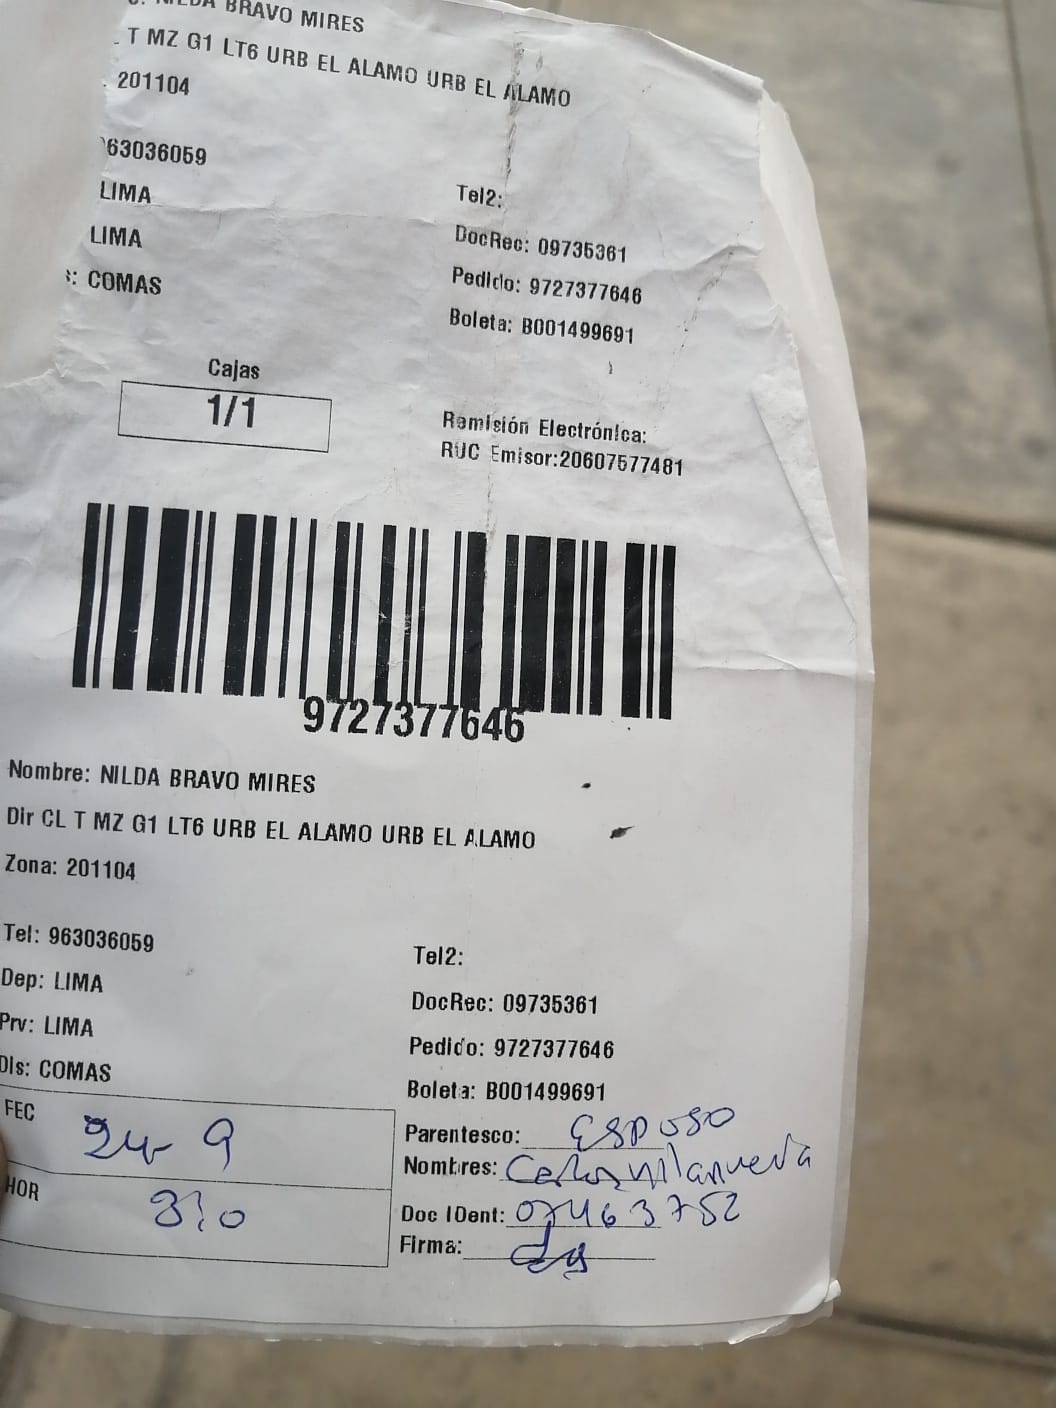 NILDA BRAVO MIRES
T MZ G1 LT6 URB EL ALAMO URB EL ALAMO
201104
63036059
LIMA
Tel2:
LIMA
DocRec: 09735361
: COMAS
Pedido: 9727377646
Boleta: B001499691
Cajas
1/1
Remisión Electrónica:
RUC Emisor:20607577481
9727377646
Nombre: NILDA BRAVO MIRES
Dir CL T MZ G1 LT6 URB EL ALAMO URB EL ALAMO
Zona: 201104
Tel: 963036059
Tel2:
Dep: LIMA
DocRec: 09735361
Prv: LIMA
Pedido: 9727377646
Dis: COMAS
Boleta: B001499691
FEC 24 9
Parentesco: Esposo
Nombres: Carlos Villanueva
HOR
Doc IDent: 07463752
Firma: